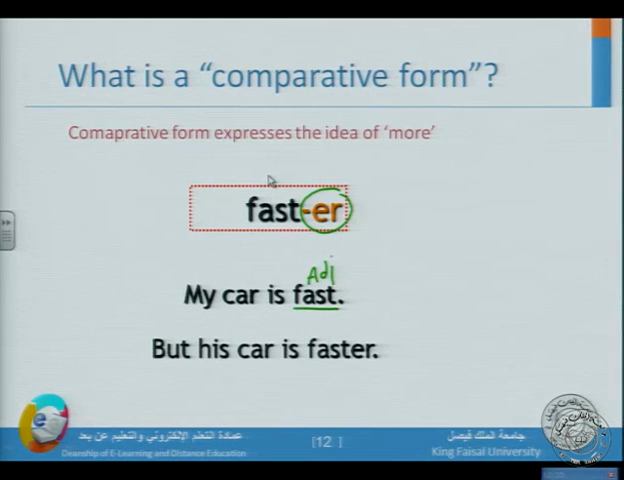 What is a “comparative form”?
Comaprative form expresses the idea of ‘more’
fast-er
Adj
My car is fast.
But his car is faster.
عمادة التعلم الإلكتروني والتعليم عن بعد
Deanship of E-Learning and Distance Education
[12 ]
جامعة الملك فيصل
King Faisal University